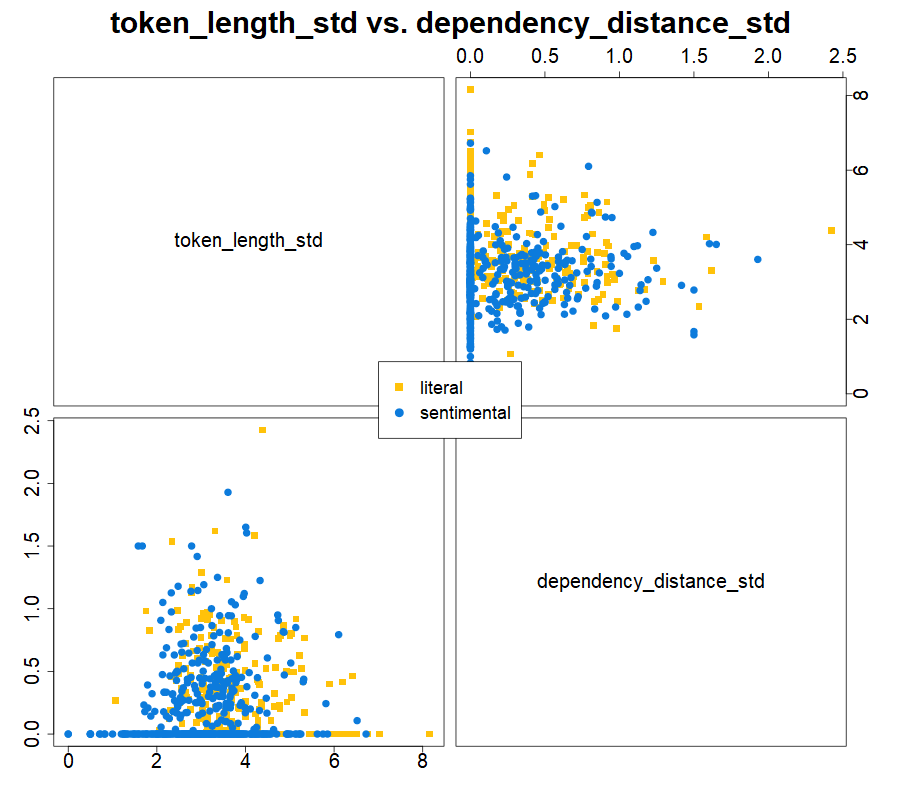 token_length_std vs. dependency_distance_std
0.0 0.5 1.0 1.5 2.0 2.5
token_length_std
8
6
4
2
0
literal
sentimental
2.5
2.0
1.5
1.0
0.5
0.0
dependency_distance_std
0 2 4 6 8